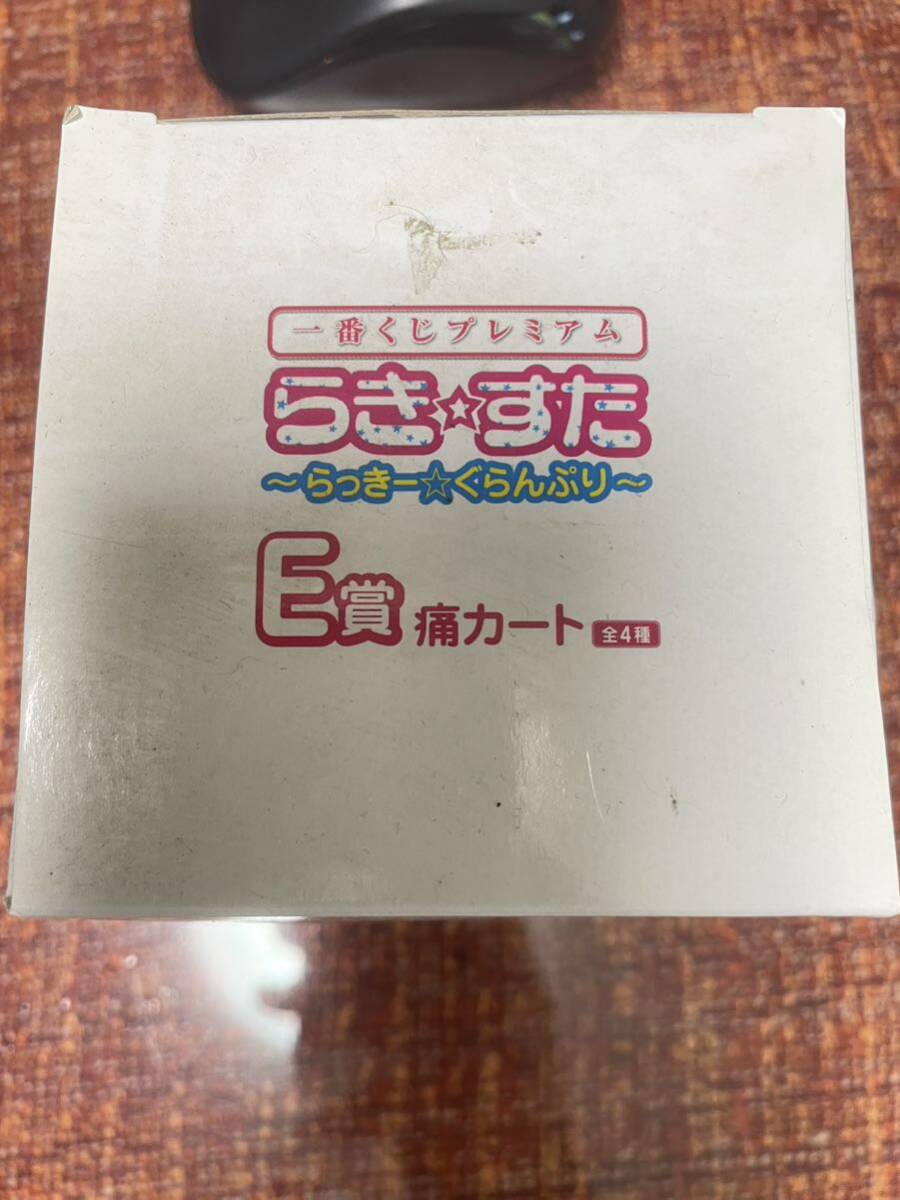 一番くじプレミアム
らき☆すた
～らっきー☆ぐらんぷり～
E賞 痛カート 全4種